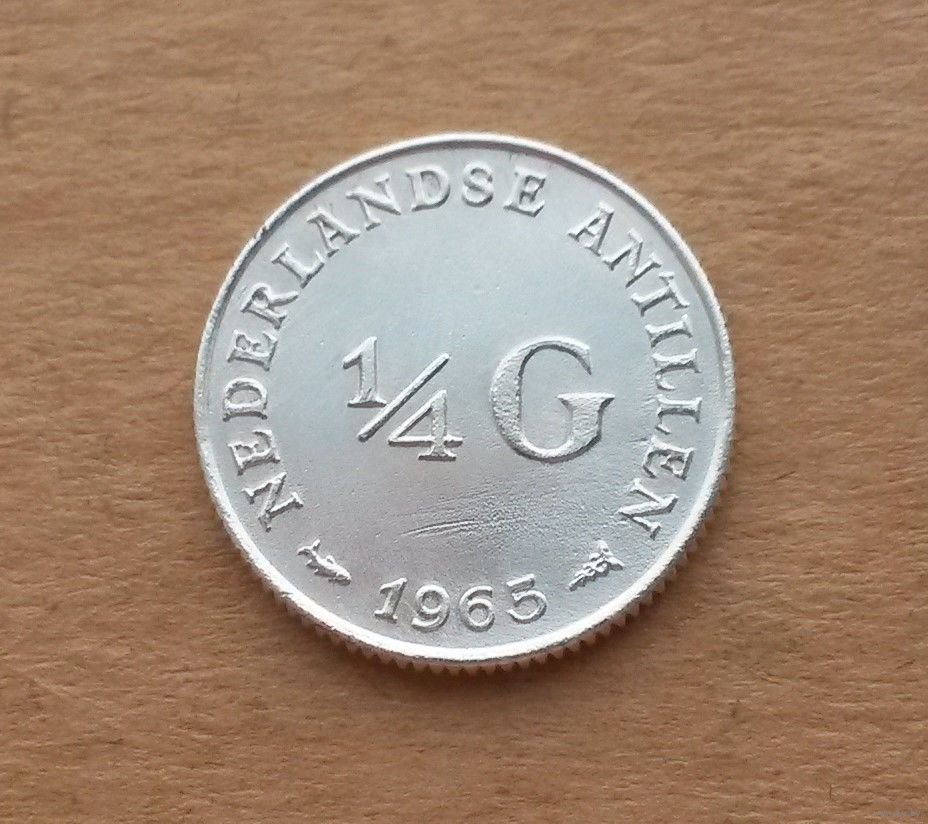 NEDERLANDSE ANTILLEN
1/4 G
1965